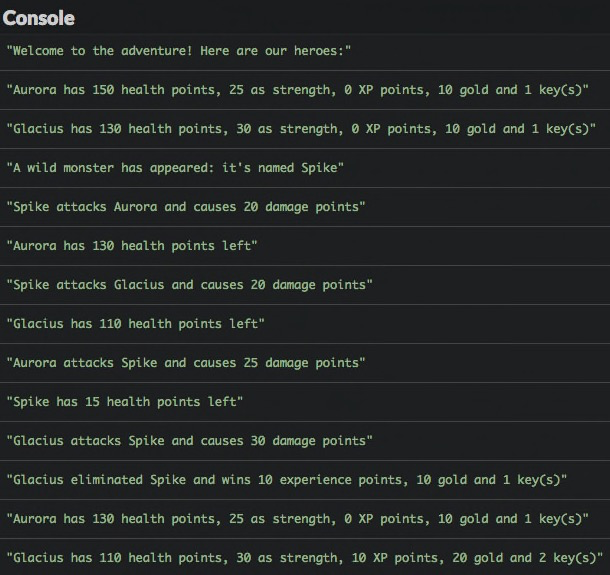 Console
"Welcome to the adventure! Here are our heroes:"
"Aurora has 150 health points, 25 as strength, 0 XP points, 10 gold and 1 key(s)"
"Glacius has 130 health points, 30 as strength, 0 XP points, 10 gold and 1 key(s)"
"A wild monster has appeared: it's named Spike"
"Spike attacks Aurora and causes 20 damage points"
"Aurora has 130 health points left"
"Spike attacks Glacius and causes 20 damage points"
"Glacius has 110 health points left"
"Aurora attacks Spike and causes 25 damage points"
"Spike has 15 health points left"
"Glacius attacks Spike and causes 30 damage points"
"Glacius eliminated Spike and wins 10 experience points, 10 gold and 1 key(s)"
"Aurora has 130 health points, 25 as strength, 0 XP points, 10 gold and 1 key(s)"
"Glacius has 110 health points, 30 as strength, 10 XP points, 20 gold and 2 key(s)"